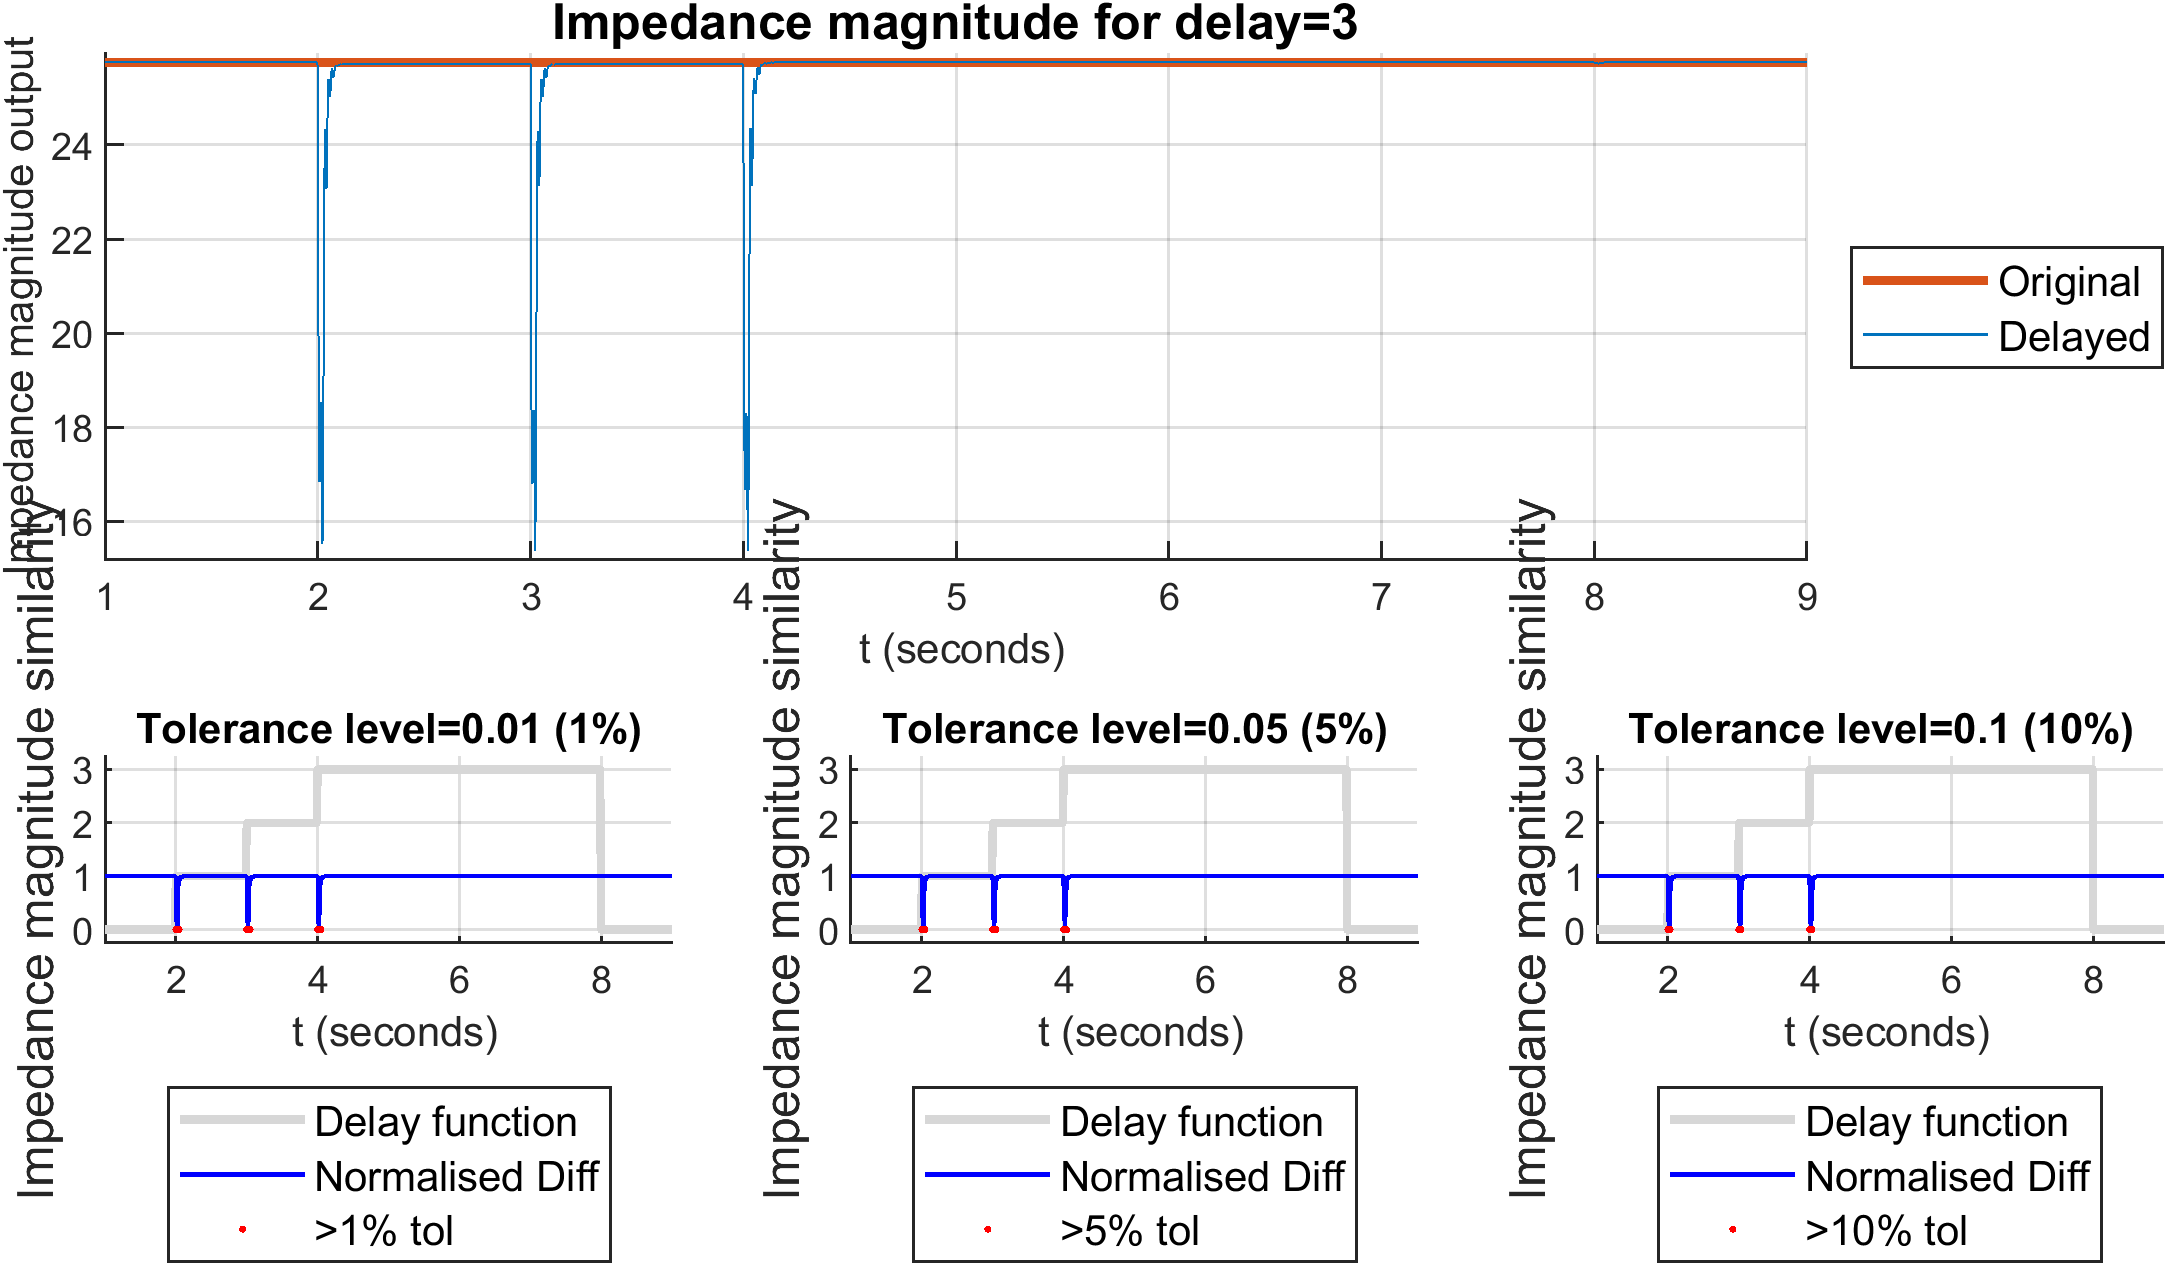 Impedance magnitude for delay=3
Impedance magnitude output
24
22
20
18
16
1 2 3 4 5 6 7 8 9
t (seconds)
Original
Delayed
Tolerance level=0.01 (1%)
Impedance magnitude similarity
3
2
1
0
2 4 6 8
t (seconds)
Delay function
Normalised Diff
>1% tol
Tolerance level=0.05 (5%)
Impedance magnitude similarity
3
2
1
0
2 4 6 8
t (seconds)
Delay function
Normalised Diff
>5% tol
Tolerance level=0.1 (10%)
Impedance magnitude similarity
3
2
1
0
2 4 6 8
t (seconds)
Delay function
Normalised Diff
>10% tol